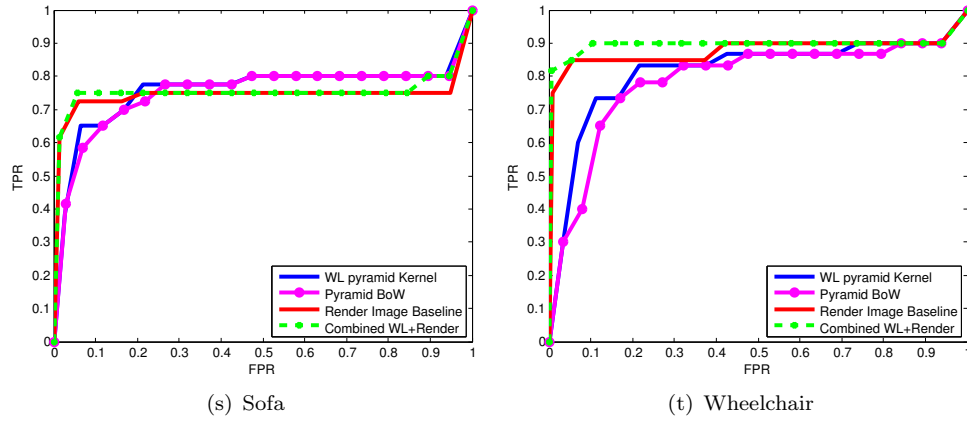 1
0.9
0.8
0.7
0.6
0.5
0.4
0.3
0.2
0.1
0
TPR
0 0.1 0.2 0.3 0.4 0.5 0.6 0.7 0.8 0.9 1
FPR
WL pyramid Kernel
Pyramid BoW
Render Image Baseline
Combined WL+Render
(s) Sofa
1
0.9
0.8
0.7
0.6
0.5
0.4
0.3
0.2
0.1
0
TPR
0 0.1 0.2 0.3 0.4 0.5 0.6 0.7 0.8 0.9 1
FPR
WL pyramid Kernel
Pyramid BoW
Render Image Baseline
Combined WL+Render
(t) Wheelchair